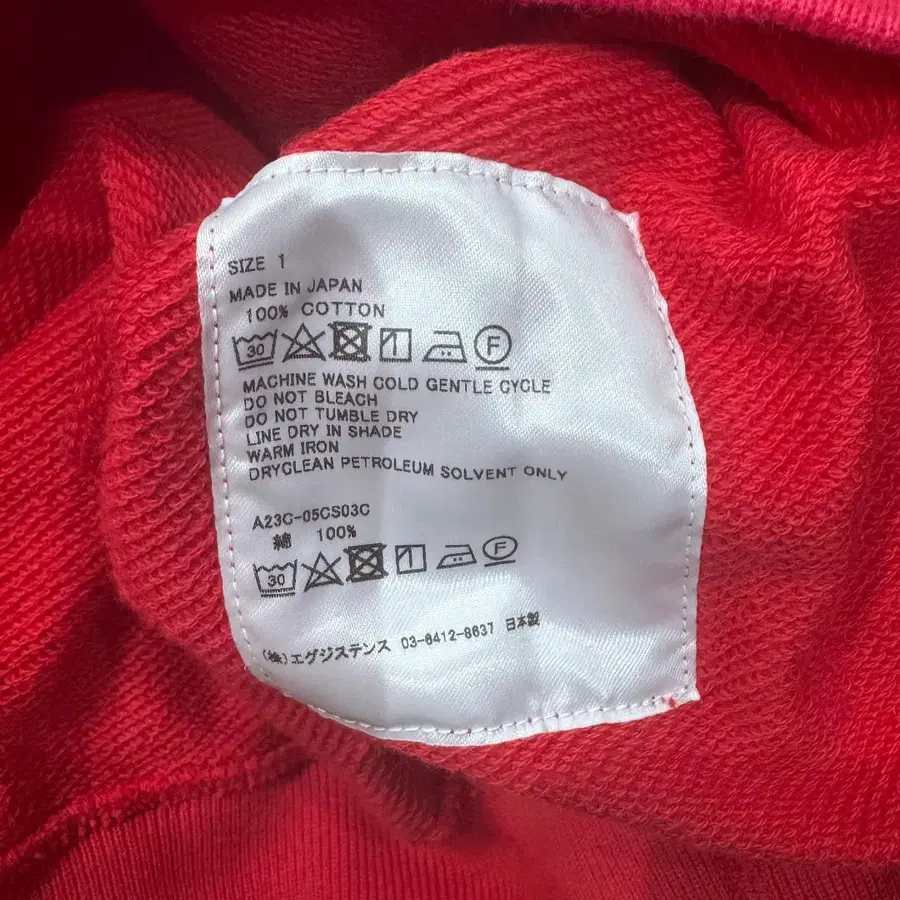 SIZE 1
MADE IN JAPAN
100% COTTON
30 F
MACHINE WASH COLD GENTLE CYCLE
DO NOT BLEACH
DO NOT TUMBLE DRY
LINE DRY IN SHADE
WARM IRON
DRYCLEAN PETROLEUM SOLVENT ONLY
A23C-05CS03C
綿 100%
30 F
(株)エグジステンス 03-6412-8637 日本製